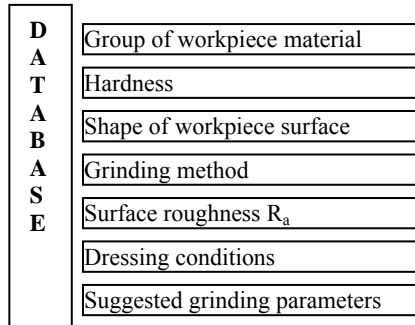 D
A
T
A
B
A
S
E
Group of workpiece material
Hardness
Shape of workpiece surface
Grinding method
Surface roughness Ra
Dressing conditions
Suggested grinding parameters